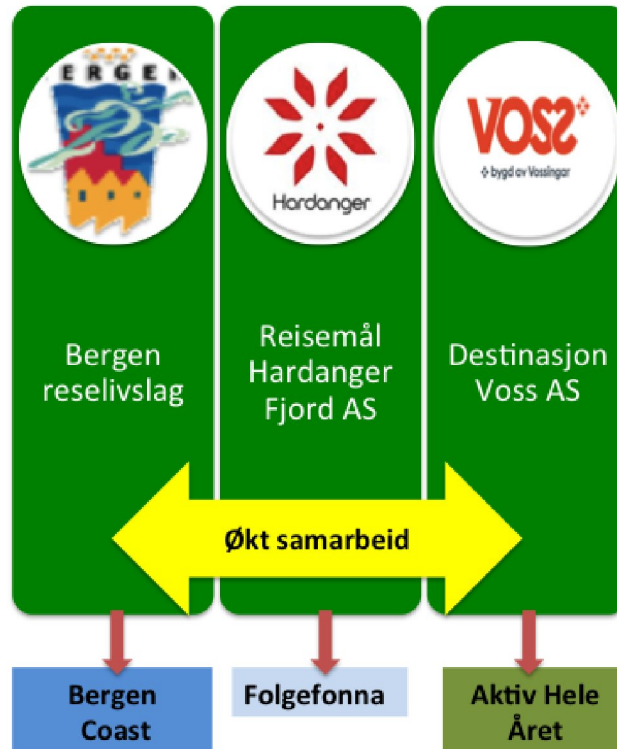 BERGEN
Hardanger
VOSS
bygd av Vossingar
Bergen
reselivslag
Reisemål
Hardanger
Fjord AS
Destinasjon
Voss AS
Økt samarbeid
Bergen
Coast
Folgefonna
Aktiv Hele
Året